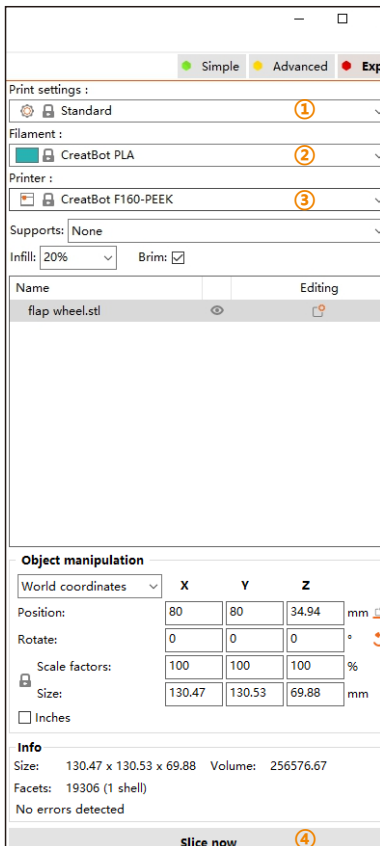 Simple Advanced Exp
Print settings :
Standard ①
Filament :
CreatBot PLA ②
Printer :
CreatBot F160-PEEK ③
Supports: None
Infill: 20% Brim:
Name Editing
flap wheel.stl
Object manipulation
World coordinates X Y Z
Position: 80 80 34.94 mm
Rotate: 0 0 0 °
Scale factors: 100 100 100 %
Size: 130.47 130.53 69.88 mm
Inches
Info
Size: 130.47 x 130.53 x 69.88 Volume: 256576.67
Facets: 19306 (1 shell)
No errors detected
Slice now ④